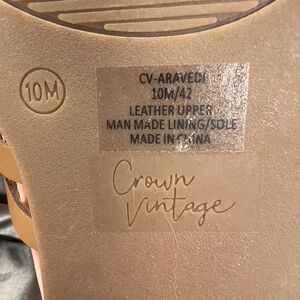 10M
CV-ARAVEDI
10M/42
LEATHER UPPER
MAN MADE LINING/SOLE
MADE IN CHINA
Crown
Vintage